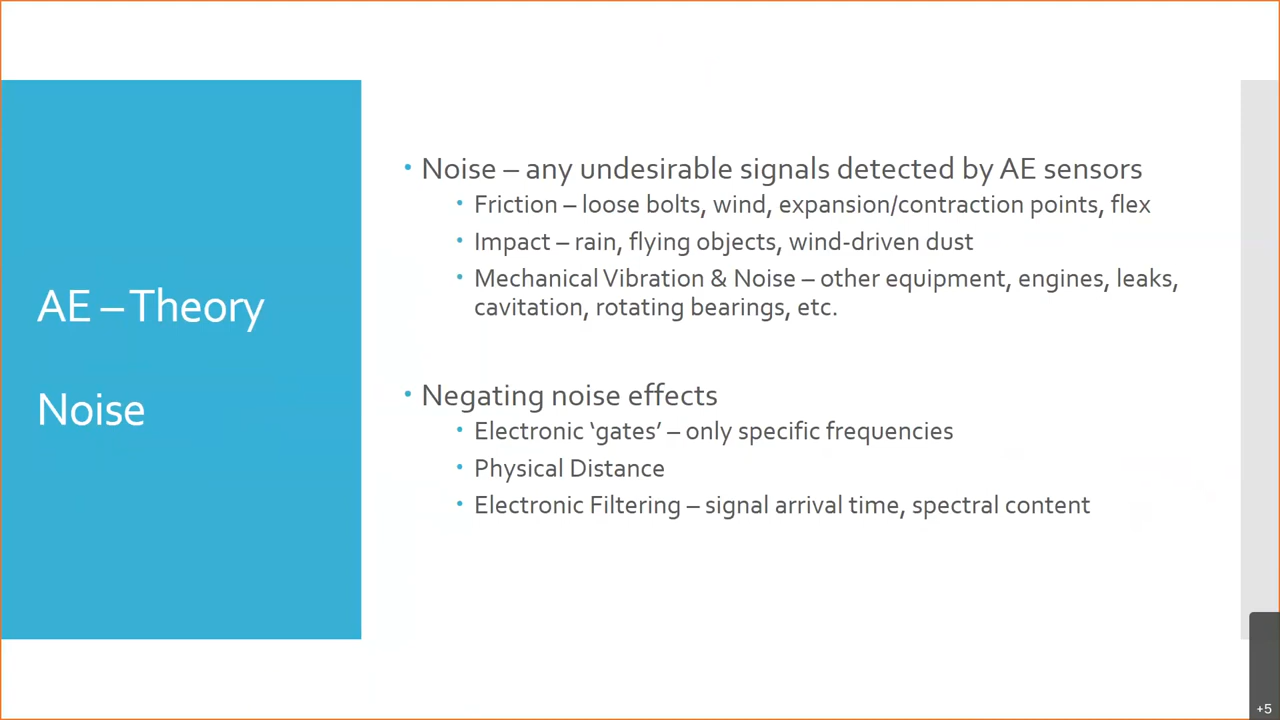 AE – Theory
Noise
• Noise – any undesirable signals detected by AE sensors
• Friction – loose bolts, wind, expansion/contraction points, flex
• Impact – rain, flying objects, wind-driven dust
• Mechanical Vibration & Noise – other equipment, engines, leaks,
cavitation, rotating bearings, etc.
• Negating noise effects
• Electronic ‘gates’ – only specific frequencies
• Physical Distance
• Electronic Filtering – signal arrival time, spectral content
+5